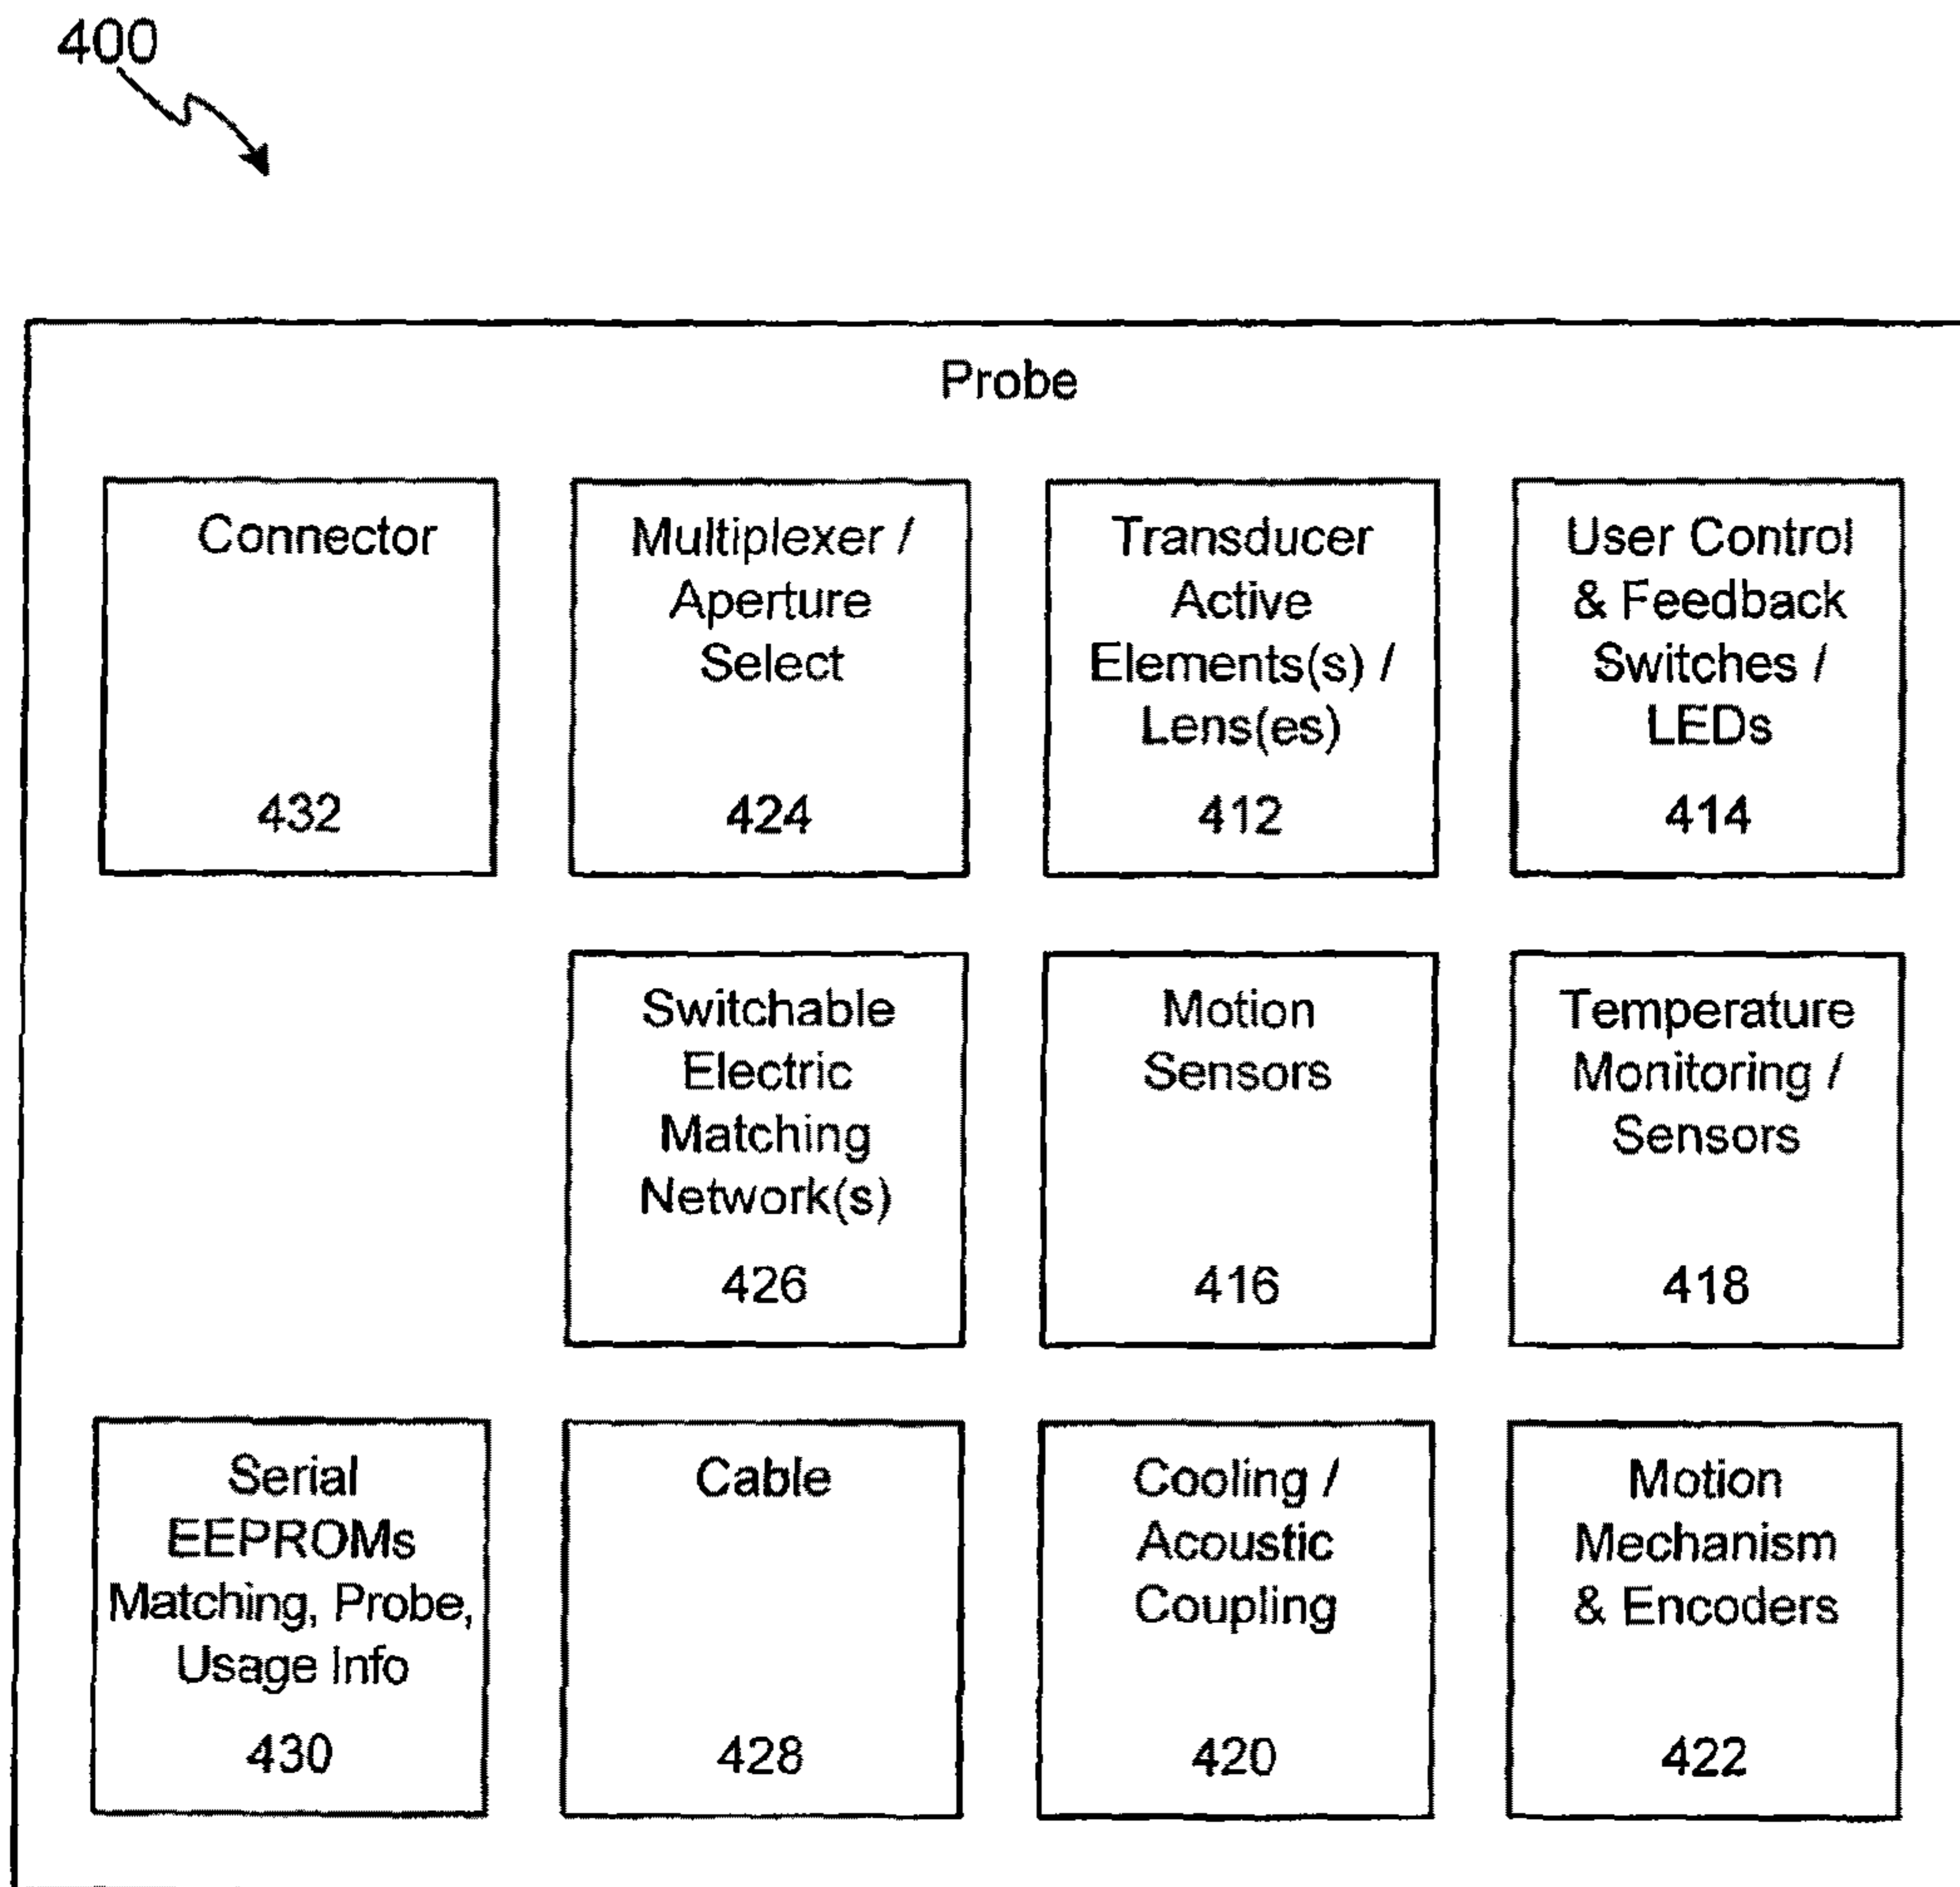 400
Probe
Connector
432
Multiplexer /
Aperture
Select
424
Transducer
Active
Elements(s) /
Lens(es)
412
User Control
& Feedback
Switches /
LEDs
414
Switchable
Electric
Matching
Network(s)
426
Motion
Sensors
416
Temperature
Monitoring /
Sensors
418
Serial
EEPROMs
Matching, Probe,
Usage Info
430
Cable
428
Cooling /
Acoustic
Coupling
420
Motion
Mechanism
& Encoders
422